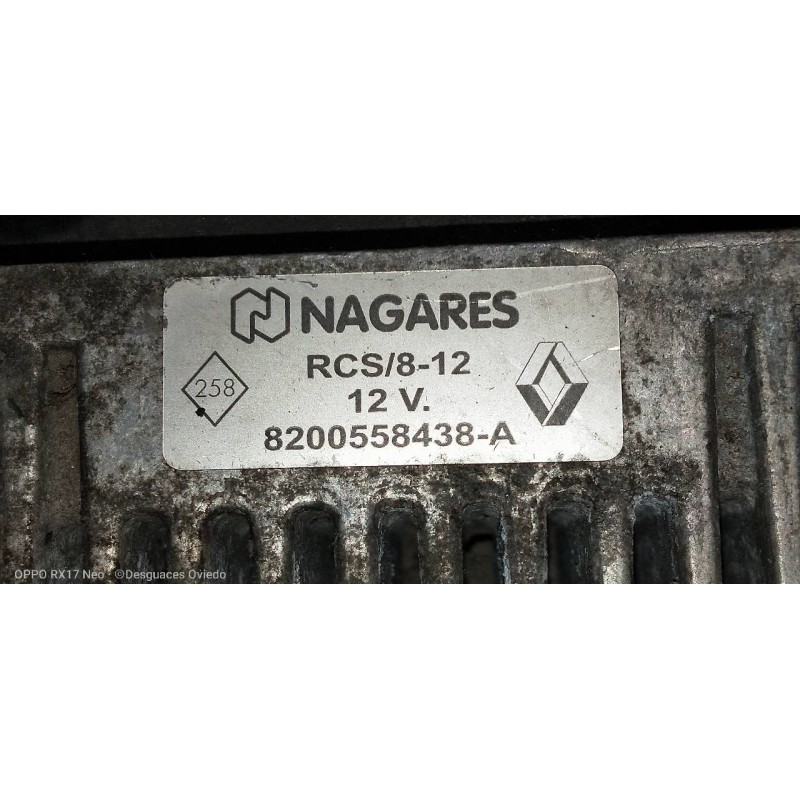 NAGARES
RCS/8-12
258
12 V.
8200558438-A
OPPO RX17 Neo • ©Desguaces Oviedo